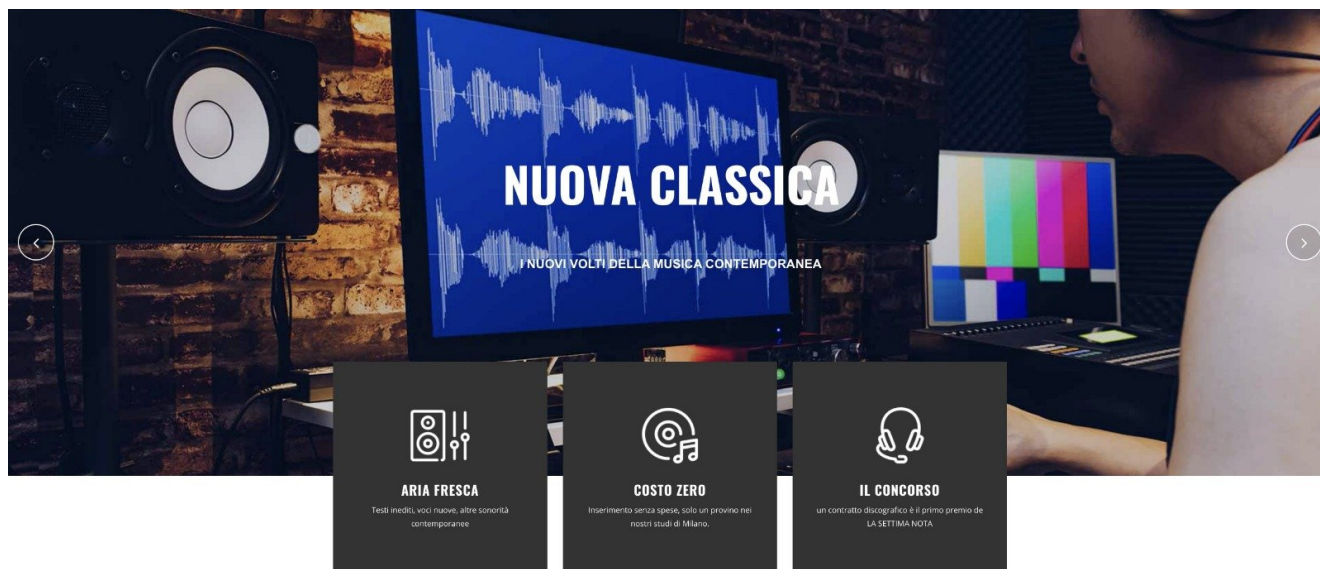 NUOVA CLASSICA
I NUOVI VOLTI DELLA MUSICA CONTEMPORANEA
ARIA FRESCA
Testi inediti, voci nuove, altre sonorità
contemporanee
COSTO ZERO
Inserimento senza spese, solo un provino nei
nostri studi di Milano.
IL CONCORSO
un contratto discografico è il primo premio de
LA SETTIMA NOTA